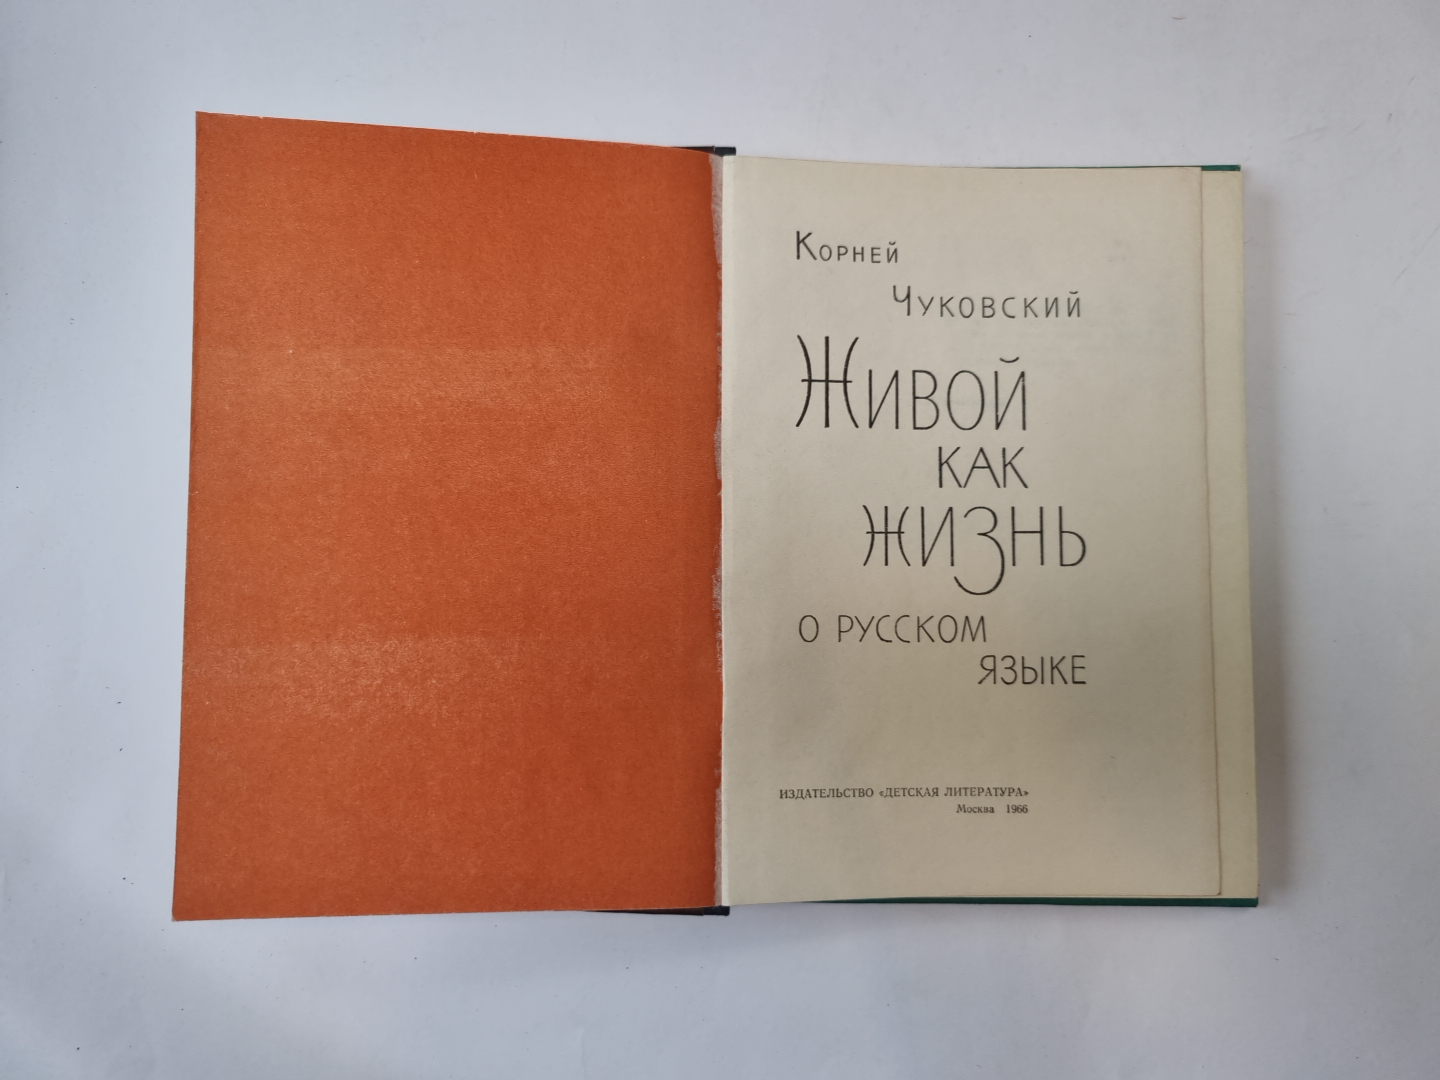 Корней
Чуковский
Живой
как
жизнь
о русском
языке
ИЗДАТЕЛЬСТВО «ДЕТСКАЯ ЛИТЕРАТУРА»
Москва 1966